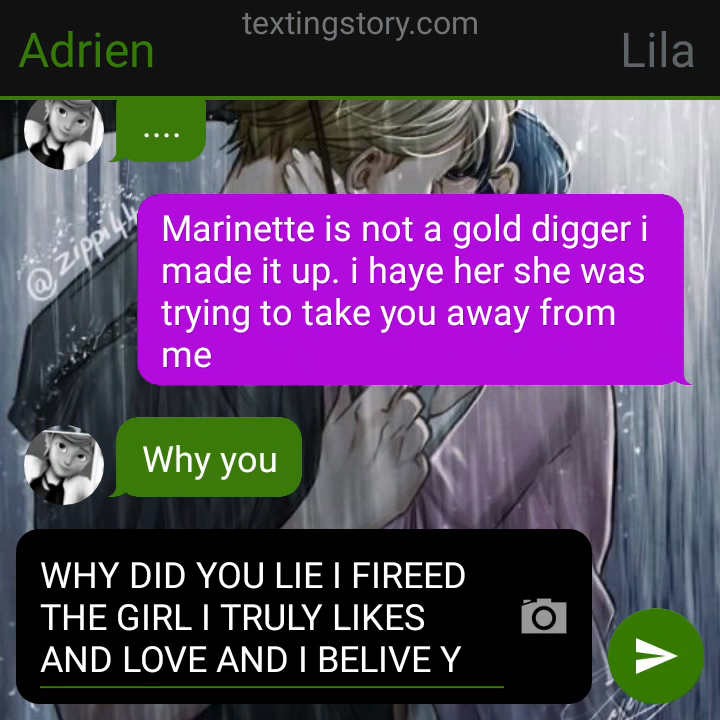 textingstory.com
Adrien
Lila
....
@zippi44
Marinette is not a gold digger i
made it up. i haye her she was
trying to take you away from
me
Why you
WHY DID YOU LIE I FIREED
THE GIRL I TRULY LIKES
AND LOVE AND I BELIVE Y